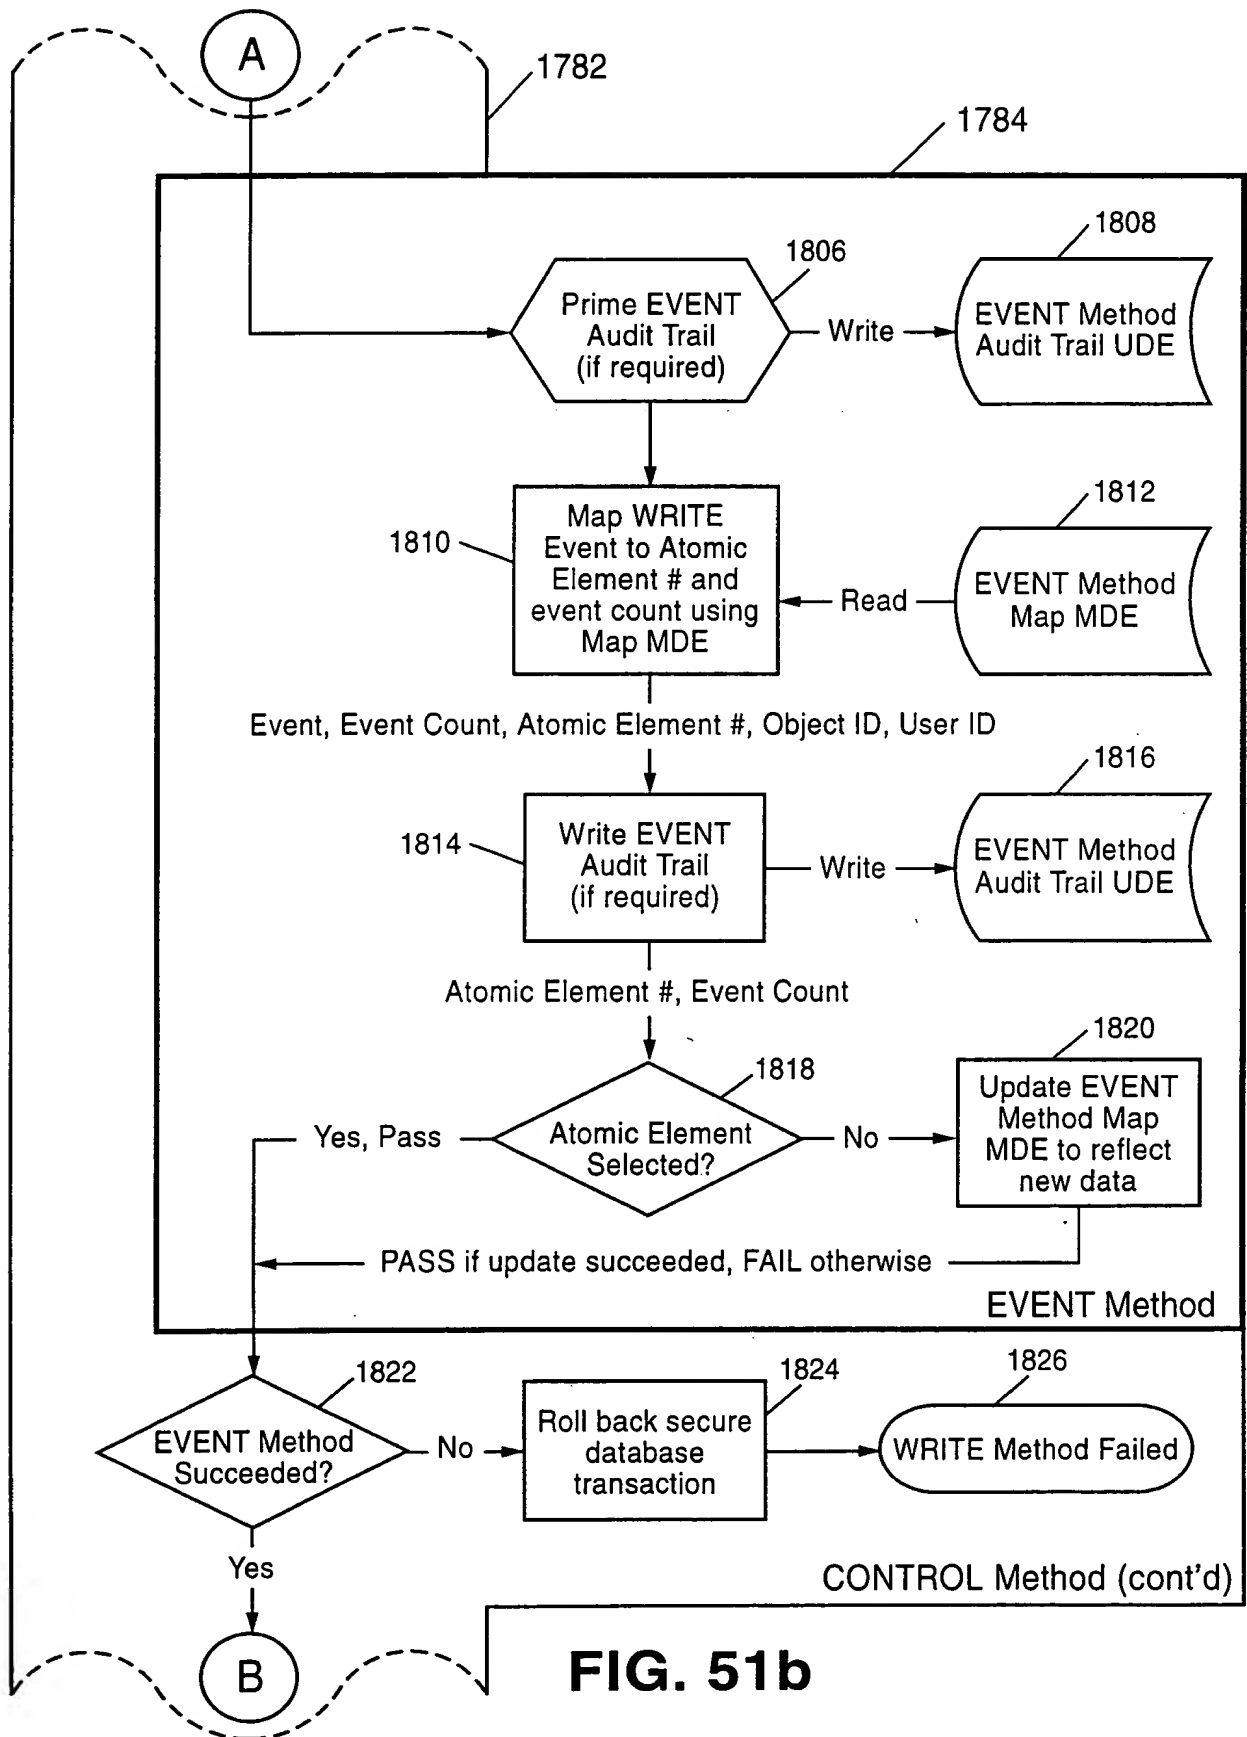 A
1782
1784
1806
1808
Prime EVENT
Audit Trail
(if required)
Write
EVENT Method
Audit Trail UDE
1810
1812
Map WRITE
Event to Atomic
Element # and
event count using
Map MDE
Read
EVENT Method
Map MDE
Event, Event Count, Atomic Element #, Object ID, User ID
1814
1816
Write EVENT
Audit Trail
(if required)
Write
EVENT Method
Audit Trail UDE
Atomic Element #, Event Count
1818
1820
Yes, Pass
Atomic Element
Selected?
No
Update EVENT
Method Map
MDE to reflect
new data
PASS if update succeeded, FAIL otherwise
EVENT Method
1822
1824
1826
EVENT Method
Succeeded?
No
Roll back secure
database
transaction
WRITE Method Failed
Yes
CONTROL Method (cont'd)
B
FIG. 51b